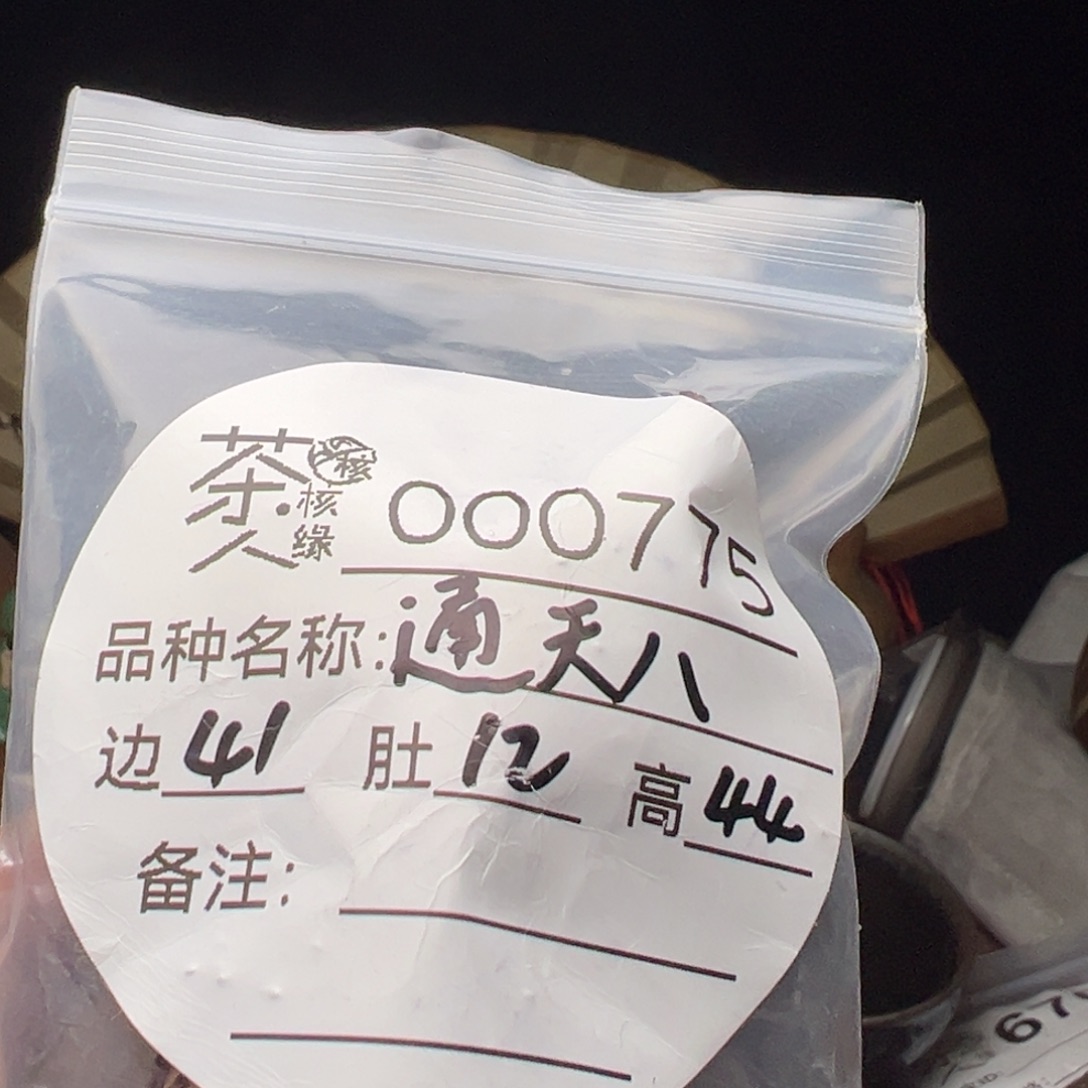 茶人 核缘
000775
品种名称:通天八
边41 肚12 高44
备注:
67